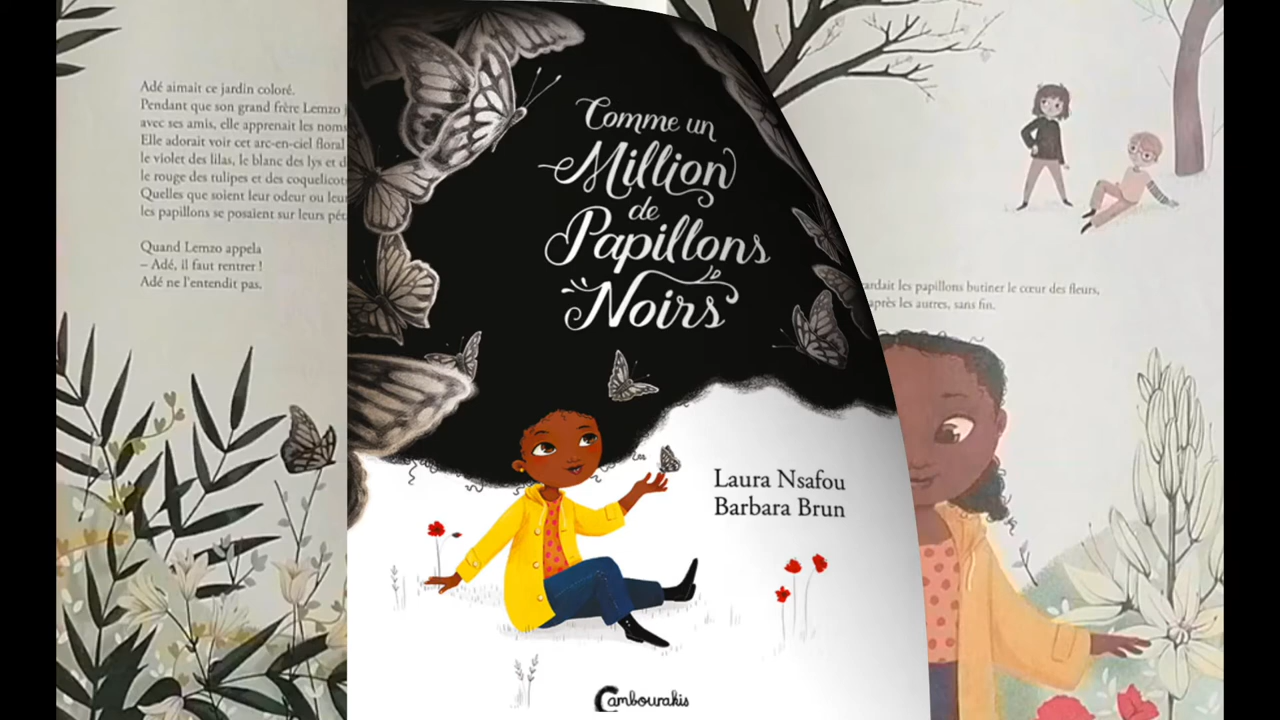 Adé aimait ce jardin coloré.
Pendant que son grand frère Lemzo
avec ses amis, elle apprenait les noms
Elle adorait voir cet arc-en-ciel floral
le violet des lilas, le blanc des lys et
le rouge des tulipes et des coquelicots
Quelles que soient leur odeur ou
les papillons se posaient sur leurs
Quand Lemzo appela
– Adé, il faut rentrer !
Adé ne l'entendit pas.
Comme un
Million
de
Papillons
Noirs
Laura Nsafou
Barbara Brun
Cambourakis
les papillons butiner le cœur des fleurs,
après les autres, sans fin.